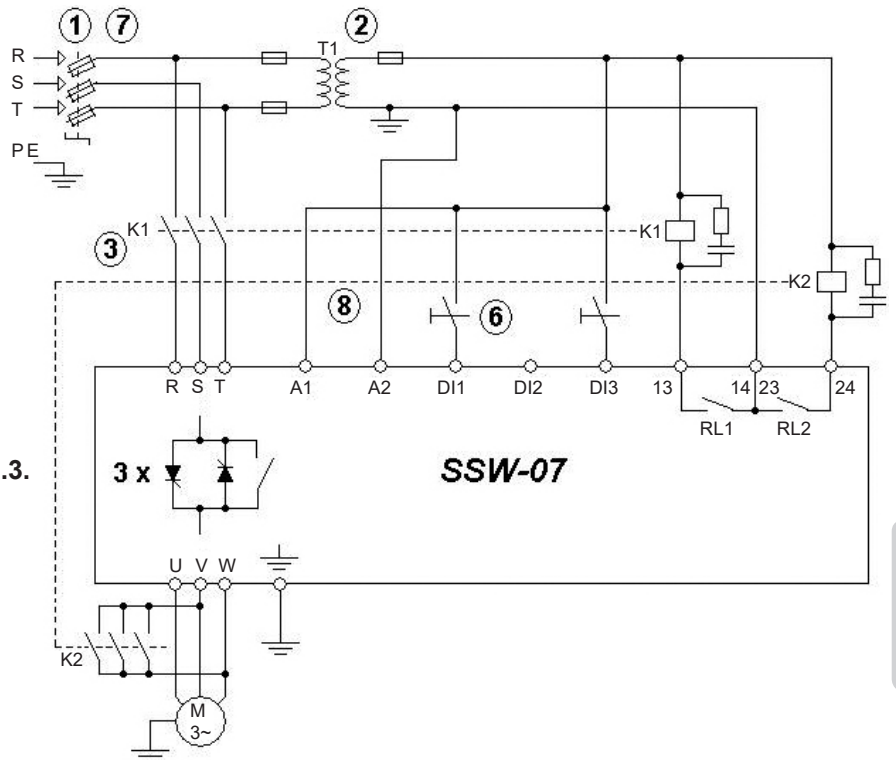 1 7 T1 2
R
S
T
PE
K1 3 K1
K2
8 6
R S T A1 A2 DI1 DI2 DI3 13 14 23 24
RL1 RL2
.3. 3 x SSW-07
U V W
K2
M
3~